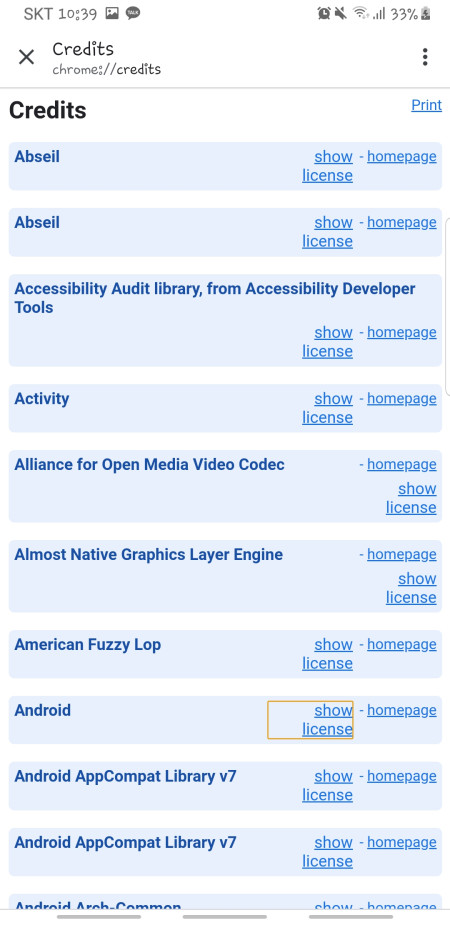 SKT 10:39 TALK 33%
Credits
chrome://credits
Credits Print
Abseil show license - homepage
Abseil show license - homepage
Accessibility Audit library, from Accessibility Developer
Tools
show license - homepage
Activity show license - homepage
Alliance for Open Media Video Codec - homepage
show
license
Almost Native Graphics Layer Engine - homepage
show
license
American Fuzzy Lop show license - homepage
Android show license - homepage
Android AppCompat Library v7 show license - homepage
Android AppCompat Library v7 show license - homepage
Android Arch-Common show - homepage